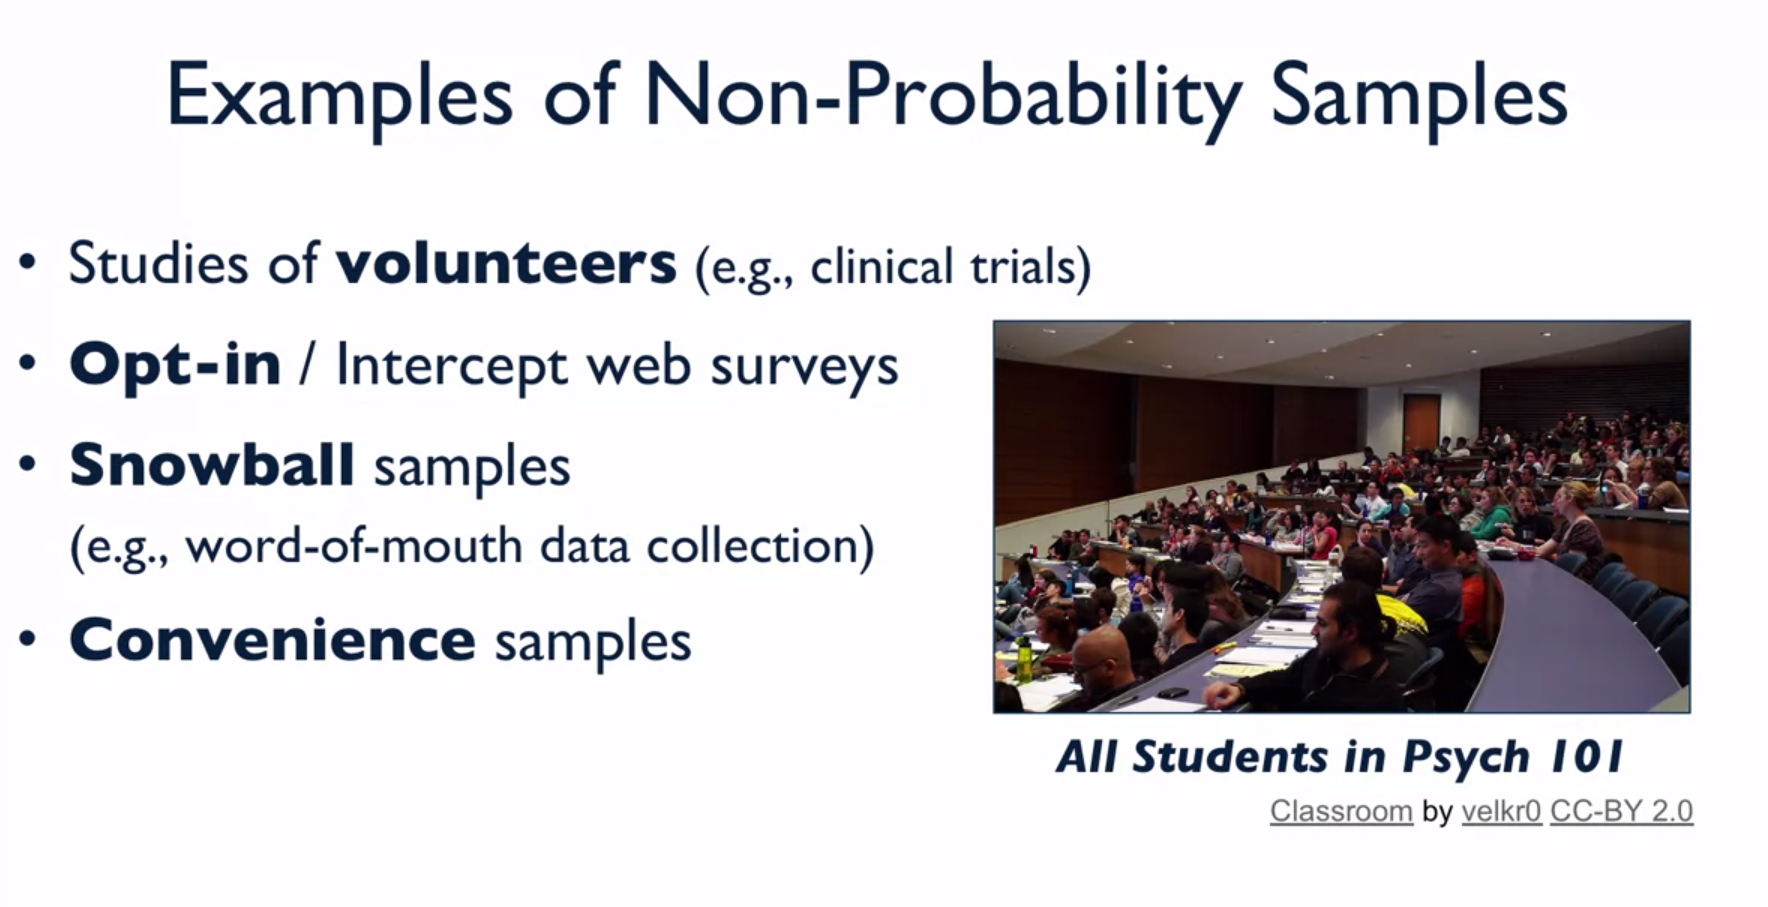 Examples of Non-Probability Samples
• Studies of volunteers (e.g., clinical trials)
• Opt-in / Intercept web surveys
• Snowball samples
(e.g., word-of-mouth data collection)
• Convenience samples
All Students in Psych 101
Classroom by velkr0 CC-BY 2.0